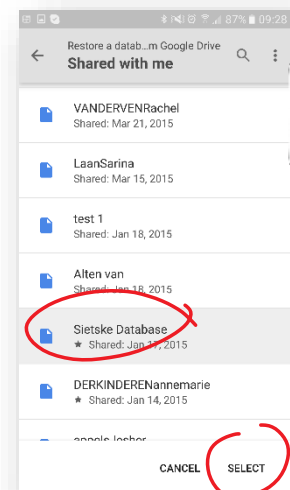 87% 09:28
Restore a datab...m Google Drive
Shared with me
VANDERVENRachel
Shared: Mar 21, 2015
LaanSarina
Shared: Mar 15, 2015
test 1
Shared: Jan 18, 2015
Alten van
Shared: Jan 18, 2015
Sietske Database
★ Shared: Jan 17, 2015
DERKINDERENannemarie
★ Shared: Jan 14, 2015
CANCEL SELECT